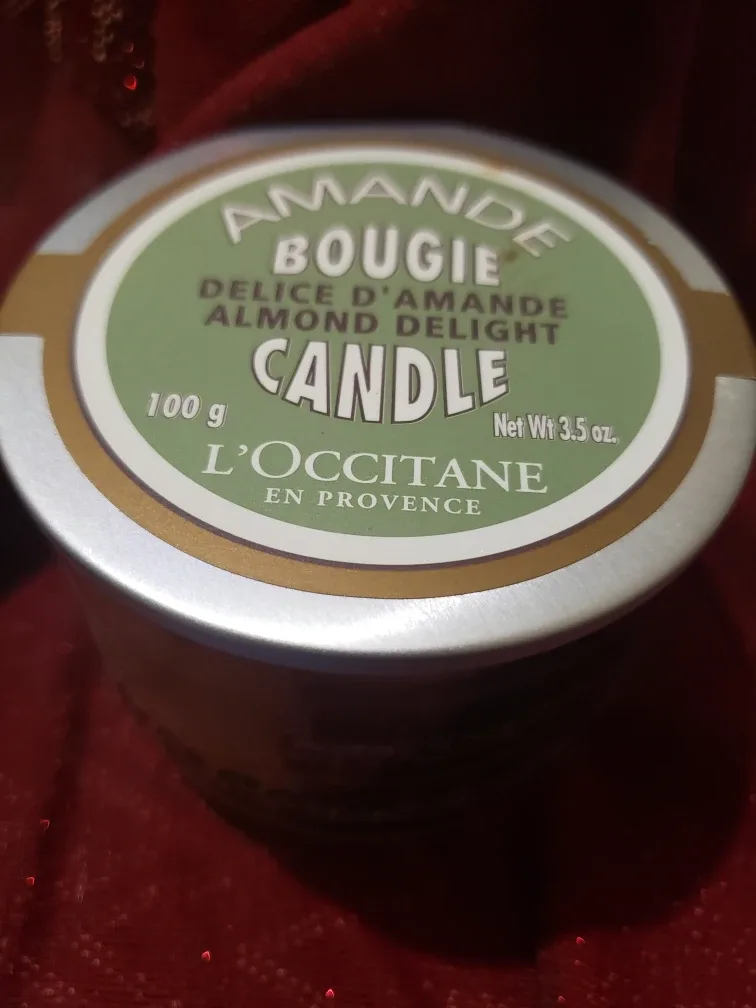 AMANDE
BOUGIE
DELICE D'AMANDE
ALMOND DELIGHT
CANDLE
100 g
Net Wt 3.5 oz.
L'OCCITANE
EN PROVENCE